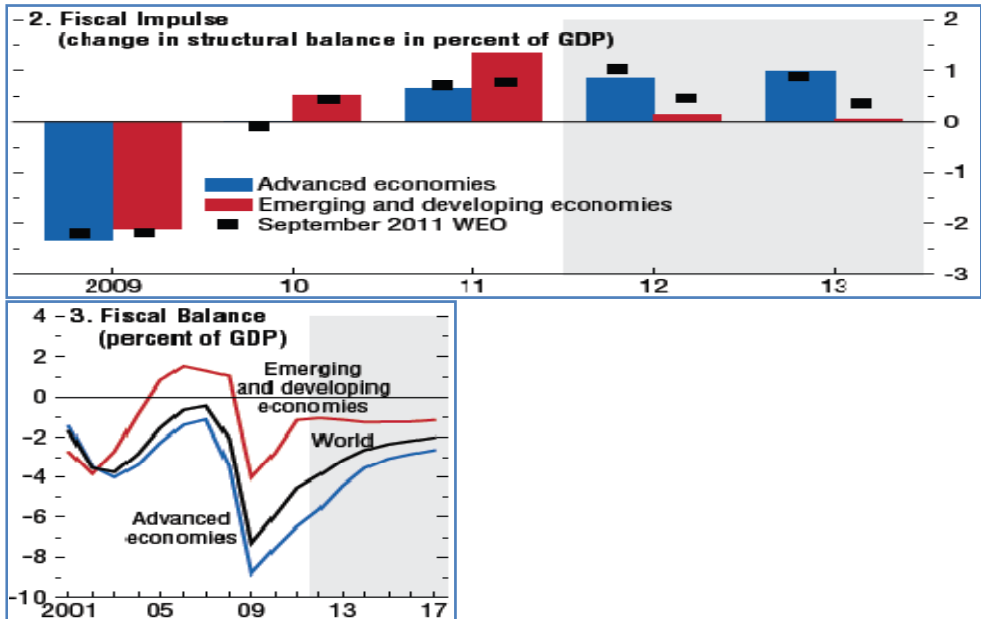 2. Fiscal Impulse
(change in structural balance in percent of GDP)
2
1
0
-1
-2
-3
Advanced economies
Emerging and developing economies
September 2011 WEO
2009 10 11 12 13
3. Fiscal Balance
(percent of GDP)
4
2
0
-2
-4
-6
-8
-10
Emerging
and developing
economies
World
Advanced
economies
2001 05 09 13 17